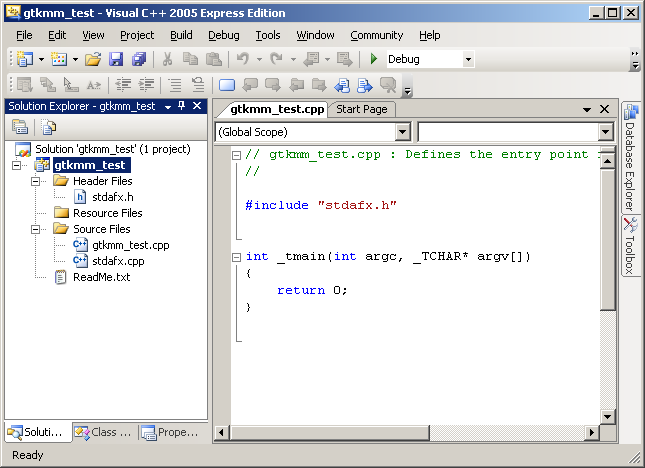 gtkmm_test - Visual C++ 2005 Express Edition
File Edit View Project Build Debug Tools Window Community Help
Debug
Solution Explorer - gtkmm_test
Solution 'gtkmm_test' (1 project)
gtkmm_test
Header Files
stdafx.h
Resource Files
Source Files
gtkmm_test.cpp
stdafx.cpp
ReadMe.txt
Soluti...
Class ...
Prope...
gtkmm_test.cpp
Start Page
(Global Scope)
// gtkmm_test.cpp : Defines the entry point
//
#include "stdafx.h"
int _tmain(int argc, _TCHAR* argv[])
{
return 0;
}
Database Explorer
Toolbox
Ready